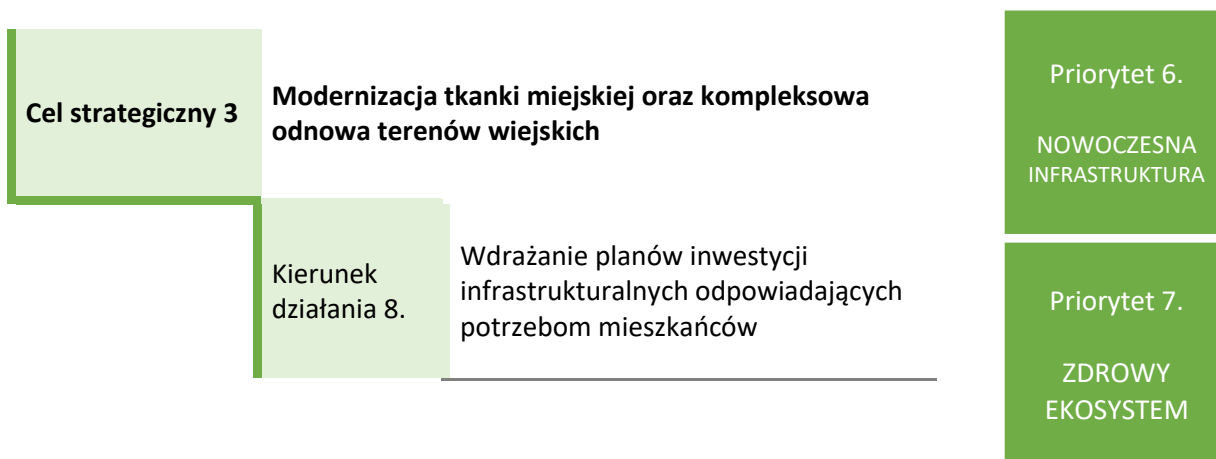 Cel strategiczny 3
Modernizacja tkanki miejskiej oraz kompleksowa
odnowa terenów wiejskich
Kierunek
działania 8.
Wdrażanie planów inwestycji
infrastrukturalnych odpowiadających
potrzebom mieszkańców
Priorytet 6.
NOWOCZESNA
INFRASTRUKTURA
Priorytet 7.
ZDROWY
EKOSYSTEM